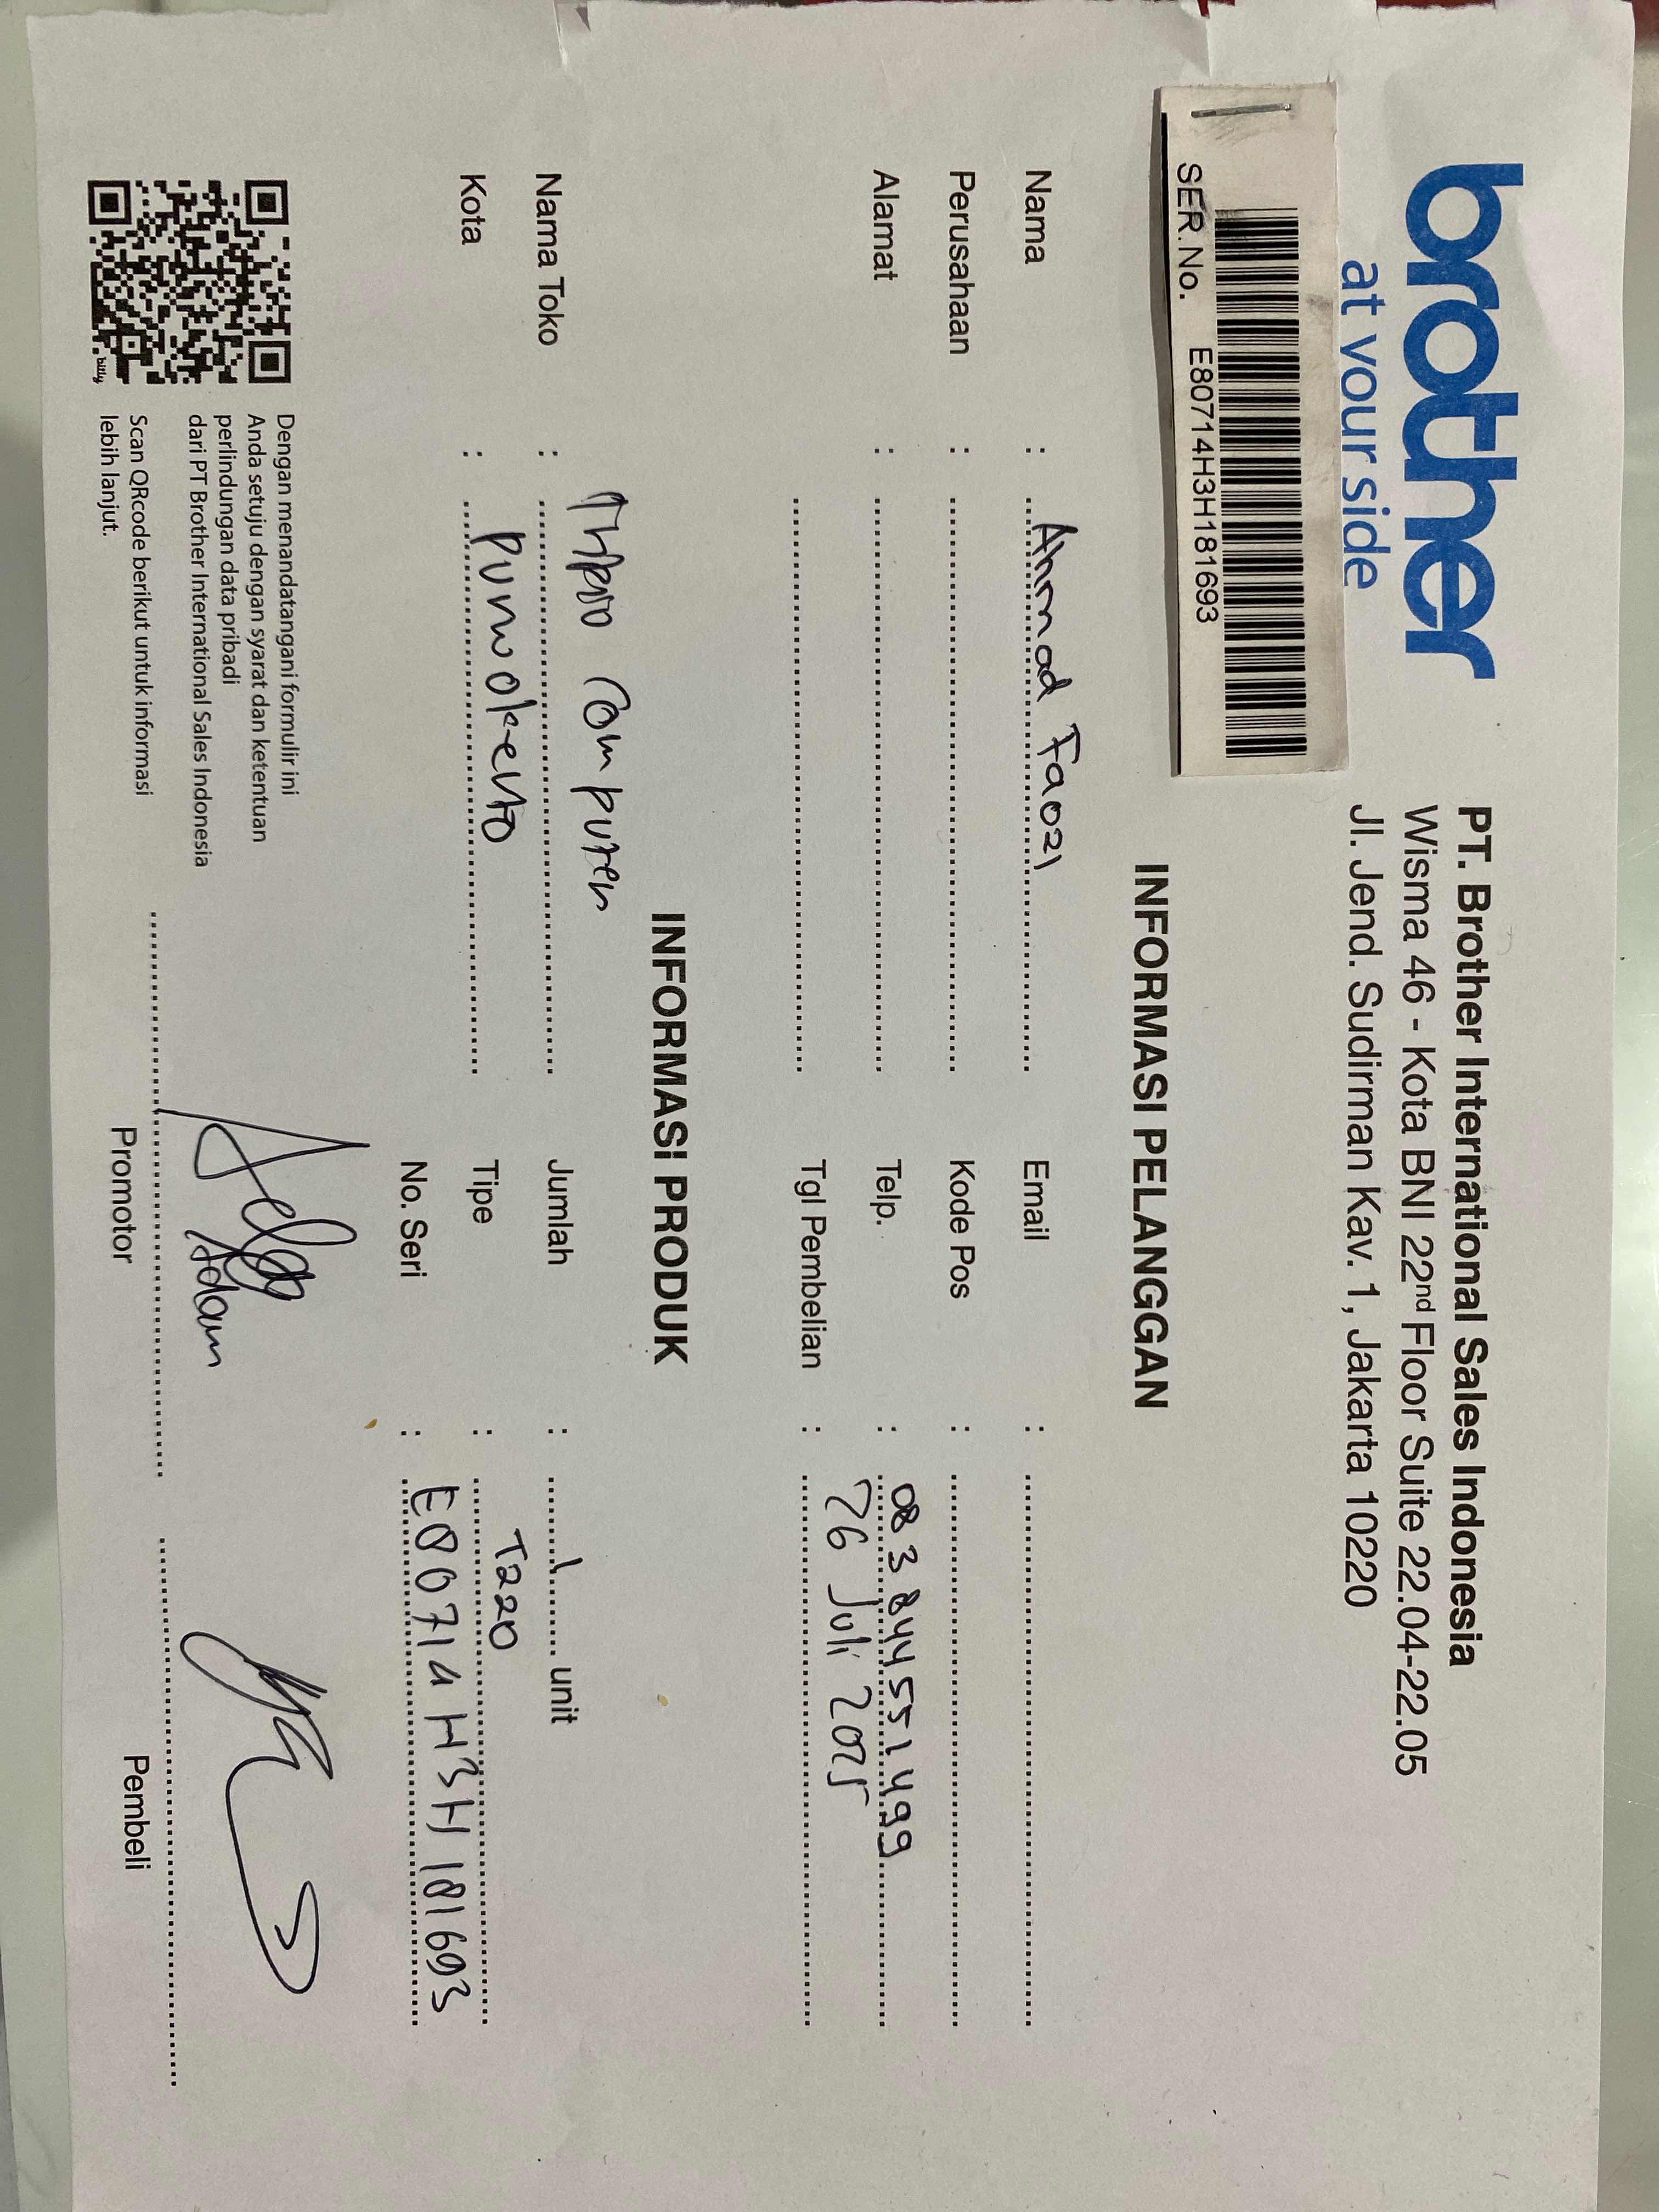 brother
at your side
PT. Brother International Sales Indonesia
Wisma 46 - Kota BNI 22nd Floor Suite 22.04-22.05
Jl. Jend. Sudirman Kav. 1, Jakarta 10220
SER.No. E80714H3H181693
INFORMASI PELANGGAN
Nama : Ahmad Faozi
Email :
Perusahaan :
Kode Pos :
Alamat :
Telp. : 083844551499
Tgl Pembelian : 26 Juli 2025
INFORMASI PRODUK
Nama Toko : Computer
Jumlah : 1 unit
Kota : Purwokerto
Tipe : T220
No. Seri : E80714H3H181693
Dengan menandatangani formulir ini
Anda setuju dengan syarat dan ketentuan
perlindungan data pribadi
dari PT Brother International Sales Indonesia
Scan QRcode berikut untuk informasi
lebih lanjut.
bitly
Adam
Promotor
Pembeli